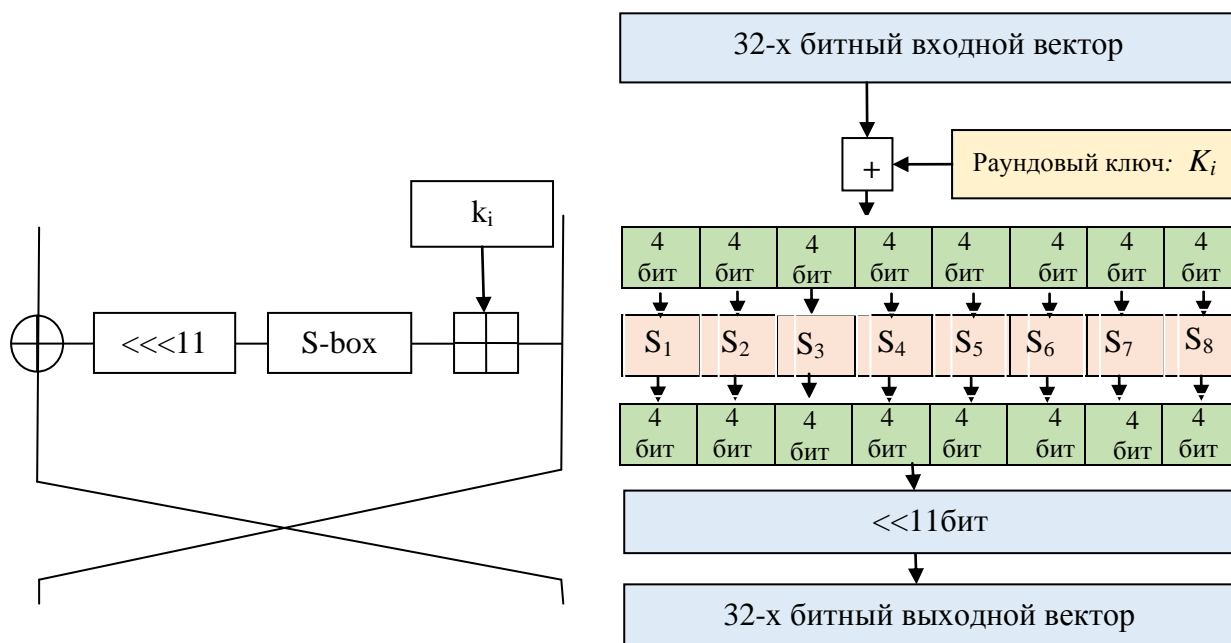 32-х битный входной вектор
+
Раундовый ключ: Kᵢ
kᵢ
4 4 4 4 4 4 4 4
бит бит бит бит бит бит бит бит
<<<11 S-box
S₁ S₂ S₃ S₄ S₅ S₆ S₇ S₈
4 4 4 4 4 4 4 4
бит бит бит бит бит бит бит бит
<<11бит
32-х битный выходной вектор